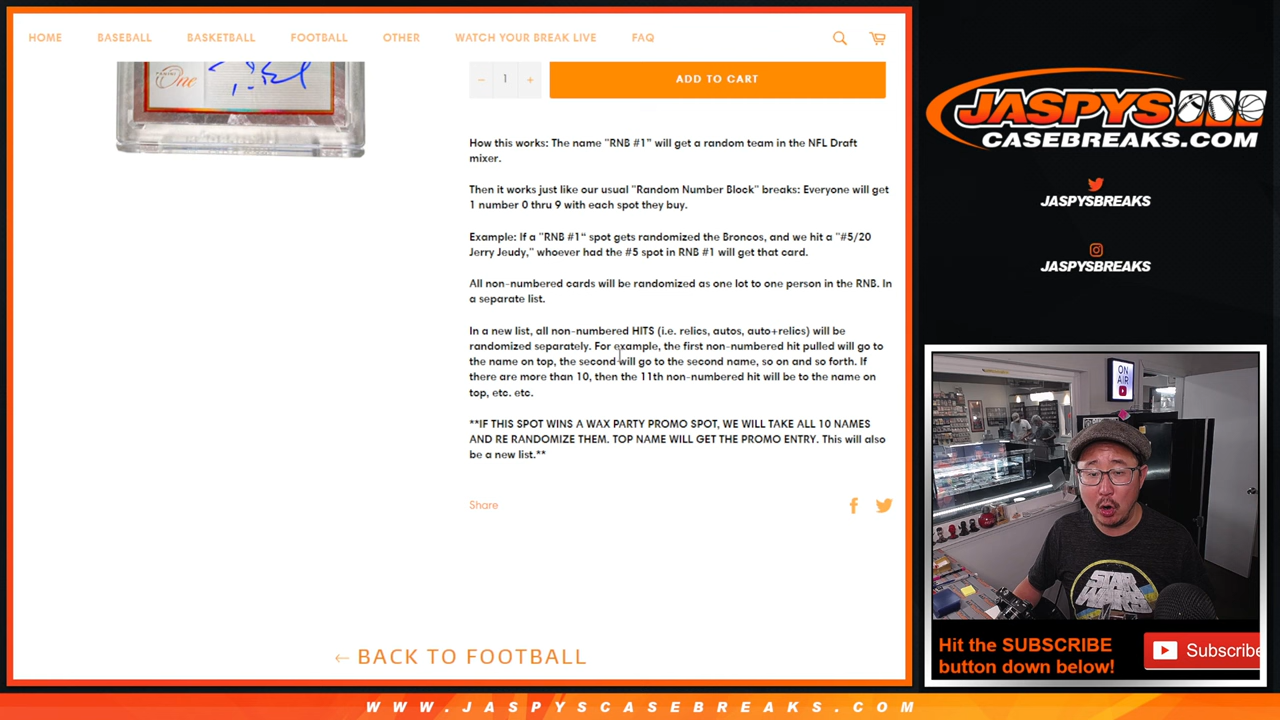 HOME BASEBALL BASKETBALL FOOTBALL OTHER WATCH YOUR BREAK LIVE FAQ
1 ADD TO CART
One
How this works: The name "RNB #1" will get a random team in the NFL Draft
mixer.
Then it works just like our usual "Random Number Block" breaks: Everyone will get
1 number 0 thru 9 with each spot they buy.
Example: If a "RNB #1" spot gets randomized the Broncos, and we hit a "#5/20
Jerry Jeudy," whoever had the #5 spot in RNB #1 will get that card.
All non-numbered cards will be randomized as one lot to one person in the RNB. In
a separate list.
In a new list, all non-numbered HITS (i.e. relics, autos, auto+relics) will be
randomized separately. For example, the first non-numbered hit pulled will go to
the name on top, the second will go to the second name, so on and so forth. If
there are more than 10, then the 11th non-numbered hit will be to the name on
top, etc. etc.
**IF THIS SPOT WINS A WAX PARTY PROMO SPOT, WE WILL TAKE ALL 10 NAMES
AND RE RANDOMIZE THEM. TOP NAME WILL GET THE PROMO ENTRY. This will also
be a new list.**
Share
← BACK TO FOOTBALL
JASPYS
CASEBREAKS.COM
JASPYSBREAKS
JASPYSBREAKS
ON
AIR
STAR
WARS
Hit the SUBSCRIBE
button down below!
Subscribe
WWW.JASPYSCASEBREAKS.COM